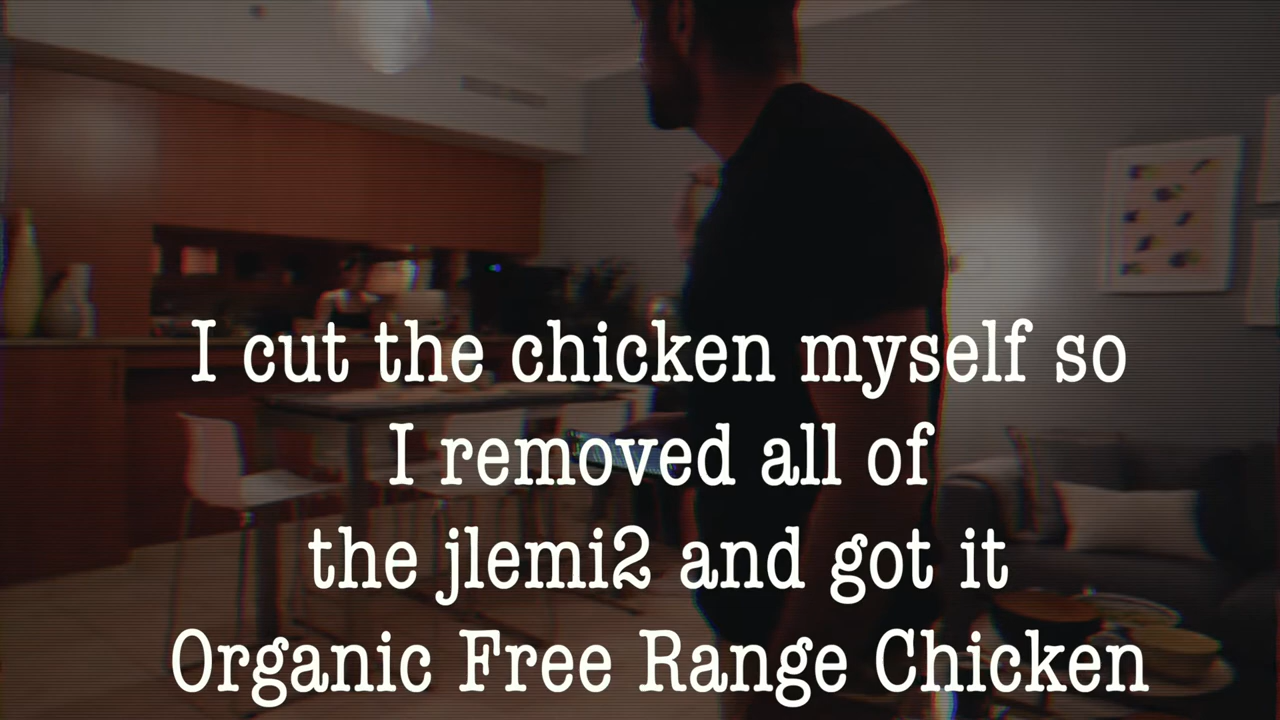 I cut the chicken myself so
I removed all of
the jlemi2 and got it
Organic Free Range Chicken